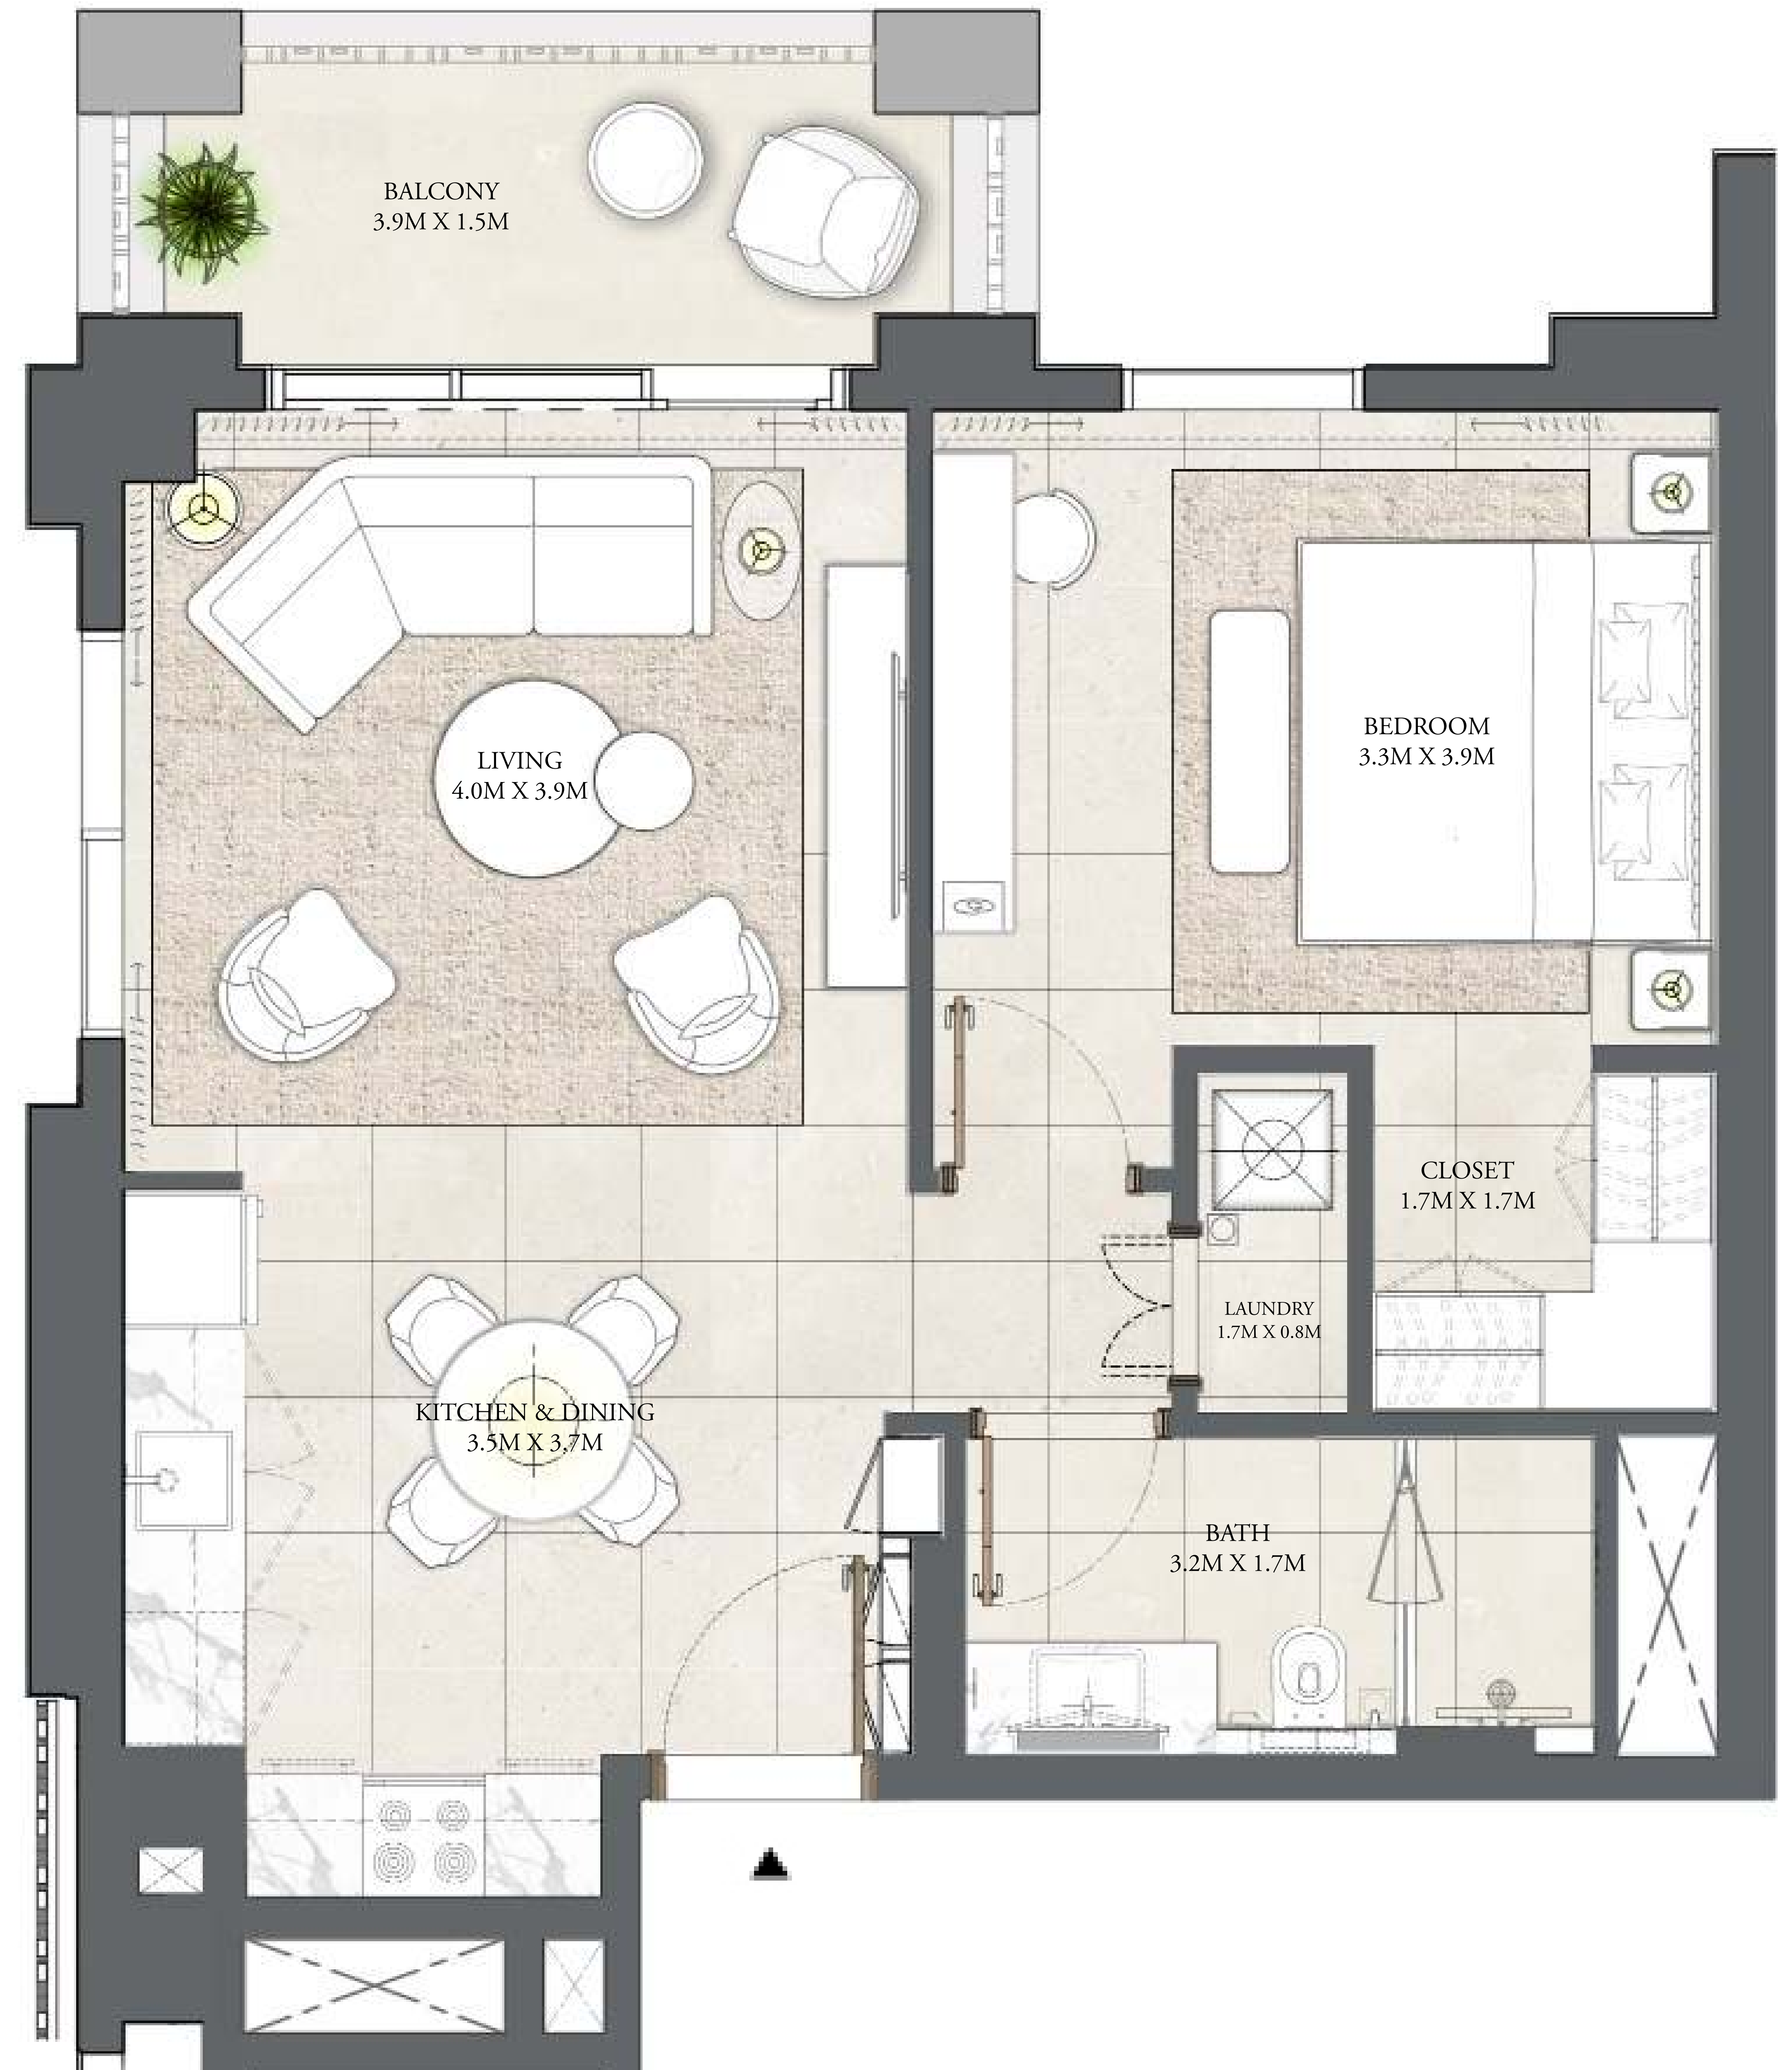 BALCONY
3.9M X 1.5M
LIVING
4.0M X 3.9M
BEDROOM
3.3M X 3.9M
CLOSET
1.7M X 1.7M
LAUNDRY
1.7M X 0.8M
KITCHEN & DINING
3.5M X 3.7M
BATH
3.2M X 1.7M